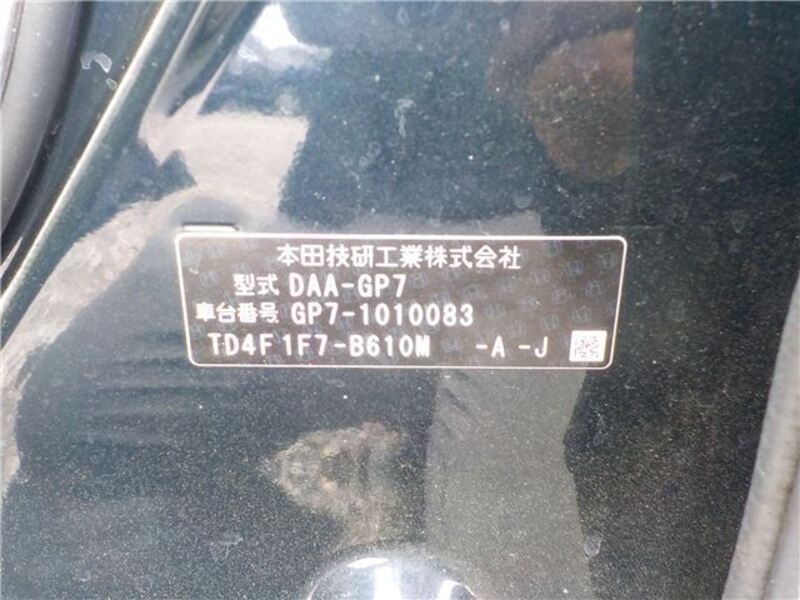 本田技研工業株式会社
型式 DAA-GP7
車台番号 GP7-1010083
TD4F1F7-B610M -A -J